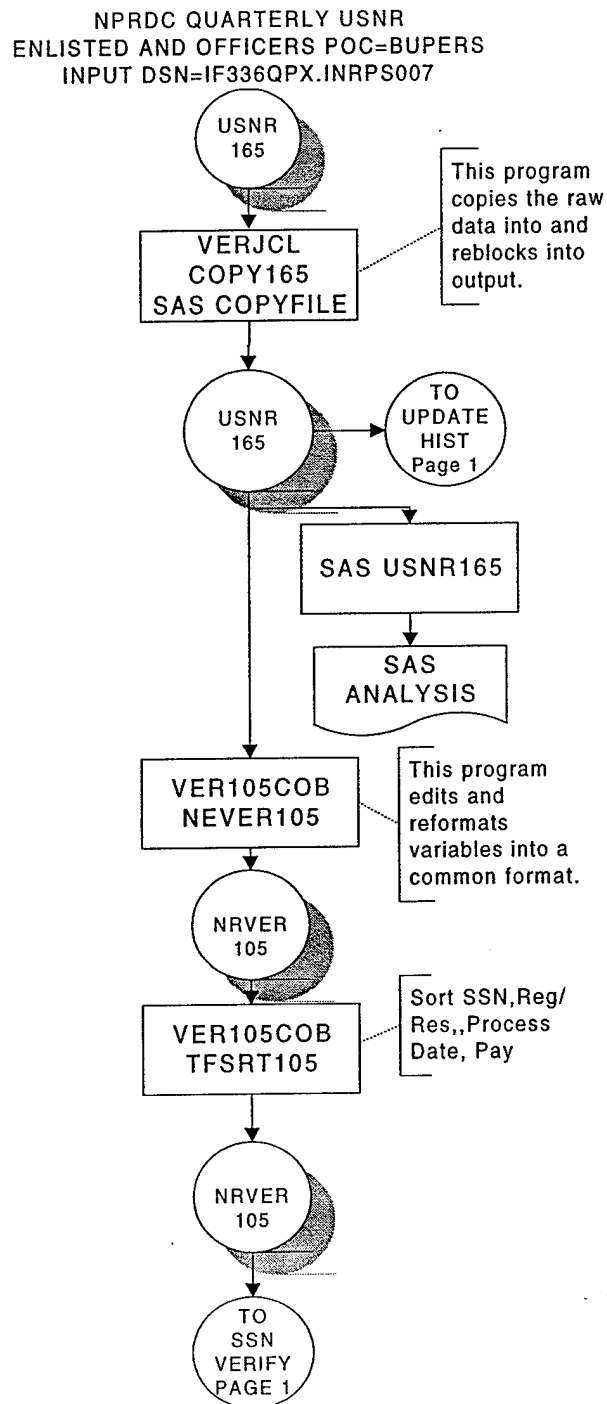 NPRDC QUARTERLY USNR
ENLISTED AND OFFICERS POC=BUPERS
INPUT DSN=IF336QPX.INRPS007
USNR
165
This program
copies the raw
data into and
reblocks into
output.
VERJCL
COPY165
SAS COPYFILE
USNR
165
TO
UPDATE
HIST
Page 1
SAS USNR165
SAS
ANALYSIS
VER105COB
NEVER105
This program
edits and
reformats
variables into a
common format.
NRVER
105
VER105COB
TFSRT105
Sort SSN,Reg/
Res,,Process
Date, Pay
NRVER
105
TO
SSN
VERIFY
PAGE 1